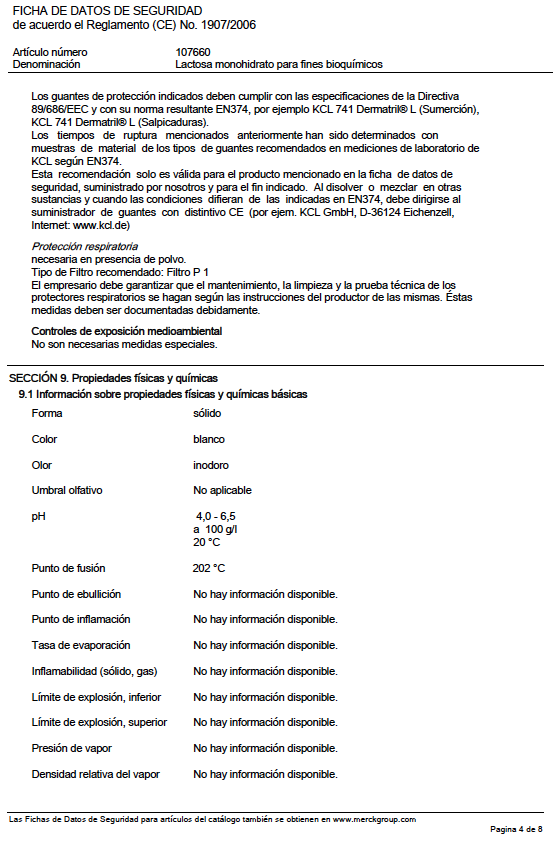 FICHA DE DATOS DE SEGURIDAD
de acuerdo el Reglamento (CE) No. 1907/2006
Artículo número 107660
Denominación Lactosa monohidrato para fines bioquímicos
Los guantes de protección indicados deben cumplir con las especificaciones de la Directiva
89/686/EEC y con su norma resultante EN374, por ejemplo KCL 741 Dermatril® L (Sumerción),
KCL 741 Dermatril® L (Salpicaduras).
Los tiempos de ruptura mencionados anteriormente han sido determinados con
muestras de material de los tipos de guantes recomendados en mediciones de laboratorio de
KCL según EN374.
Esta recomendación solo es válida para el producto mencionado en la ficha de datos de
seguridad, suministrado por nosotros y para el fin indicado. Al disolver o mezclar en otras
sustancias y cuando las condiciones difieran de las indicadas en EN374, debe dirigirse al
suministrador de guantes con distintivo CE (por ejem. KCL GmbH, D-36124 Eichenzell,
Internet: www.kcl.de)
Protección respiratoria
necesaria en presencia de polvo.
Tipo de Filtro recomendado: Filtro P 1
El empresario debe garantizar que el mantenimiento, la limpieza y la prueba técnica de los
protectores respiratorios se hagan según las instrucciones del productor de las mismas. Éstas
medidas deben ser documentadas debidamente.
Controles de exposición medioambiental
No son necesarias medidas especiales.
SECCIÓN 9. Propiedades físicas y químicas
9.1 Información sobre propiedades físicas y químicas básicas
Forma sólido
Color blanco
Olor inodoro
Umbral olfativo No aplicable
pH 4,0 - 6,5
a 100 g/l
20 °C
Punto de fusión 202 °C
Punto de ebullición No hay información disponible.
Punto de inflamación No hay información disponible.
Tasa de evaporación No hay información disponible.
Inflamabilidad (sólido, gas) No hay información disponible.
Límite de explosión, inferior No hay información disponible.
Límite de explosión, superior No hay información disponible.
Presión de vapor No hay información disponible.
Densidad relativa del vapor No hay información disponible.
Las Fichas de Datos de Seguridad para artículos del catálogo también se obtienen en www.merckgroup.com
Pagina 4 de 8